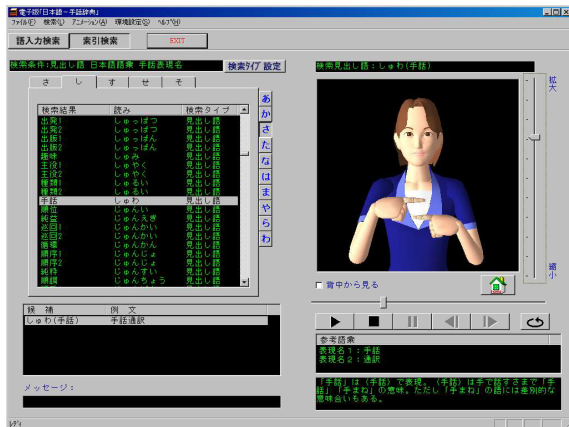 電子版「日本語－手話辞典」
ファイル(F) 検索(L) アニメーション(A) 環境設定(S) ヘルプ(H)
語入力検索 索引検索 EXIT
検索条件:見出し語 日本語語彙 手話表現名 検索タイプ設定
さ し す せ そ
検索結果 読み 検索タイプ
出発1 しゅっぱつ 見出し語
出発2 しゅっぱつ 見出し語
出版1 しゅっぱん 見出し語
出版2 しゅっぱん 見出し語
趣味 しゅみ 見出し語
主役1 しゅやく 見出し語
主役2 しゅやく 見出し語
種類1 しゅるい 見出し語
種類2 しゅるい 見出し語
手話 しゅわ 見出し語
順位 じゅんい 見出し語
純益 じゅんえき 見出し語
巡回1 じゅんかい 見出し語
巡回2 じゅんかい 見出し語
循環 じゅんかん 見出し語
順序1 じゅんじょ 見出し語
順序2 じゅんじょ 見出し語
純粋 じゅんすい 見出し語
順調 じゅんちょう 見出し語
あ
か
さ
た
な
は
ま
や
ら
わ
候補 例文
しゅわ(手話) 手話通訳
メッセージ:
検索見出し語:しゅわ(手話)
拡大
縮小
背中から見る
参考語彙
表現名1:手話
表現名2:通訳
「手話」は〈手話〉で表現。〈手話〉は手で話すさまで「手
話」「手まね」の意味。ただし「手まね」の語には差別的な
意味合いもある。
レディ